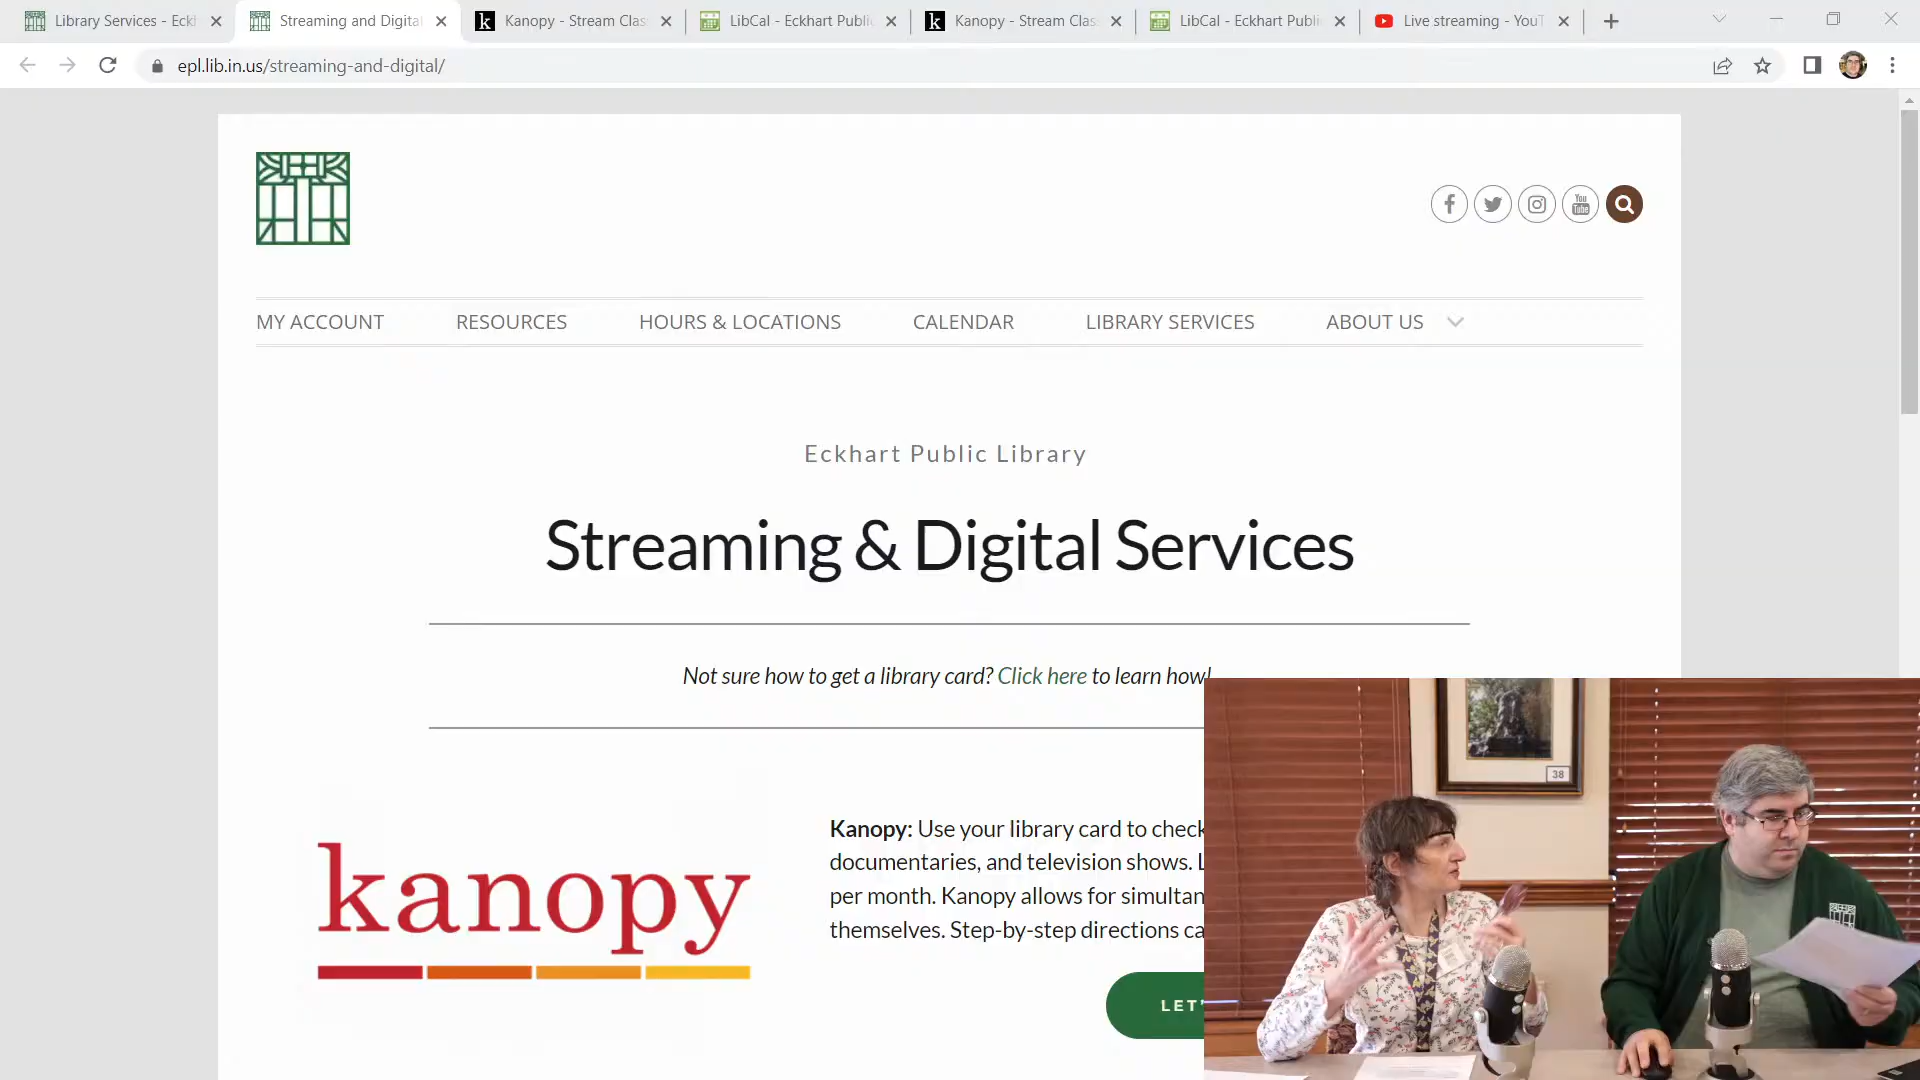 Library Services - Eckl
Streaming and Digita
Kanopy - Stream Clas
LibCal - Eckhart Public
Kanopy - Stream Clas
LibCal - Eckhart Publi
Live streaming - YouT
epl.lib.in.us/streaming-and-digital/
MY ACCOUNT RESOURCES HOURS & LOCATIONS CALENDAR LIBRARY SERVICES ABOUT US
Eckhart Public Library
Streaming & Digital Services
Not sure how to get a library card? Click here to learn how!
kanopy
Kanopy: Use your library card to check
documentaries, and television shows. L
per month. Kanopy allows for simultan
themselves. Step-by-step directions ca
LET'
38